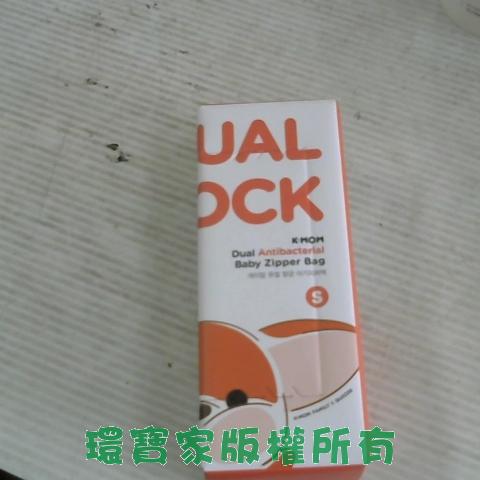 UAL
OCK
K·MOM
Dual Antibacterial
Baby Zipper Bag
S
環寶家版權所有